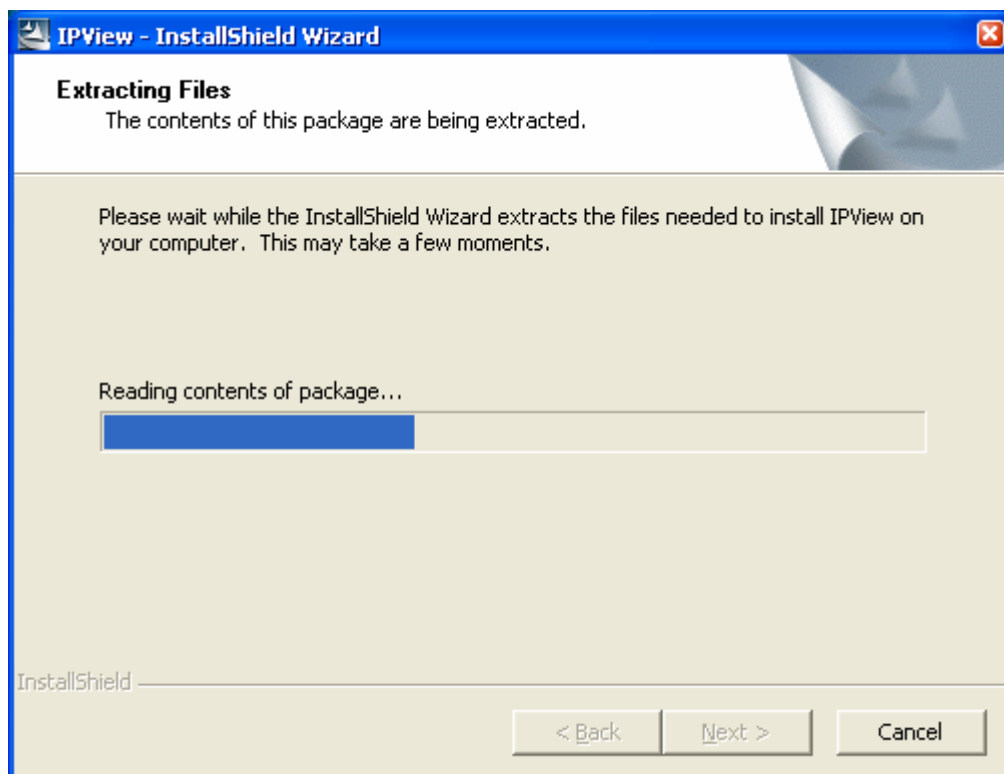 IPView - InstallShield Wizard
Extracting Files
The contents of this package are being extracted.
Please wait while the InstallShield Wizard extracts the files needed to install IPView on
your computer.  This may take a few moments.
Reading contents of package...
InstallShield
< Back
Next >
Cancel